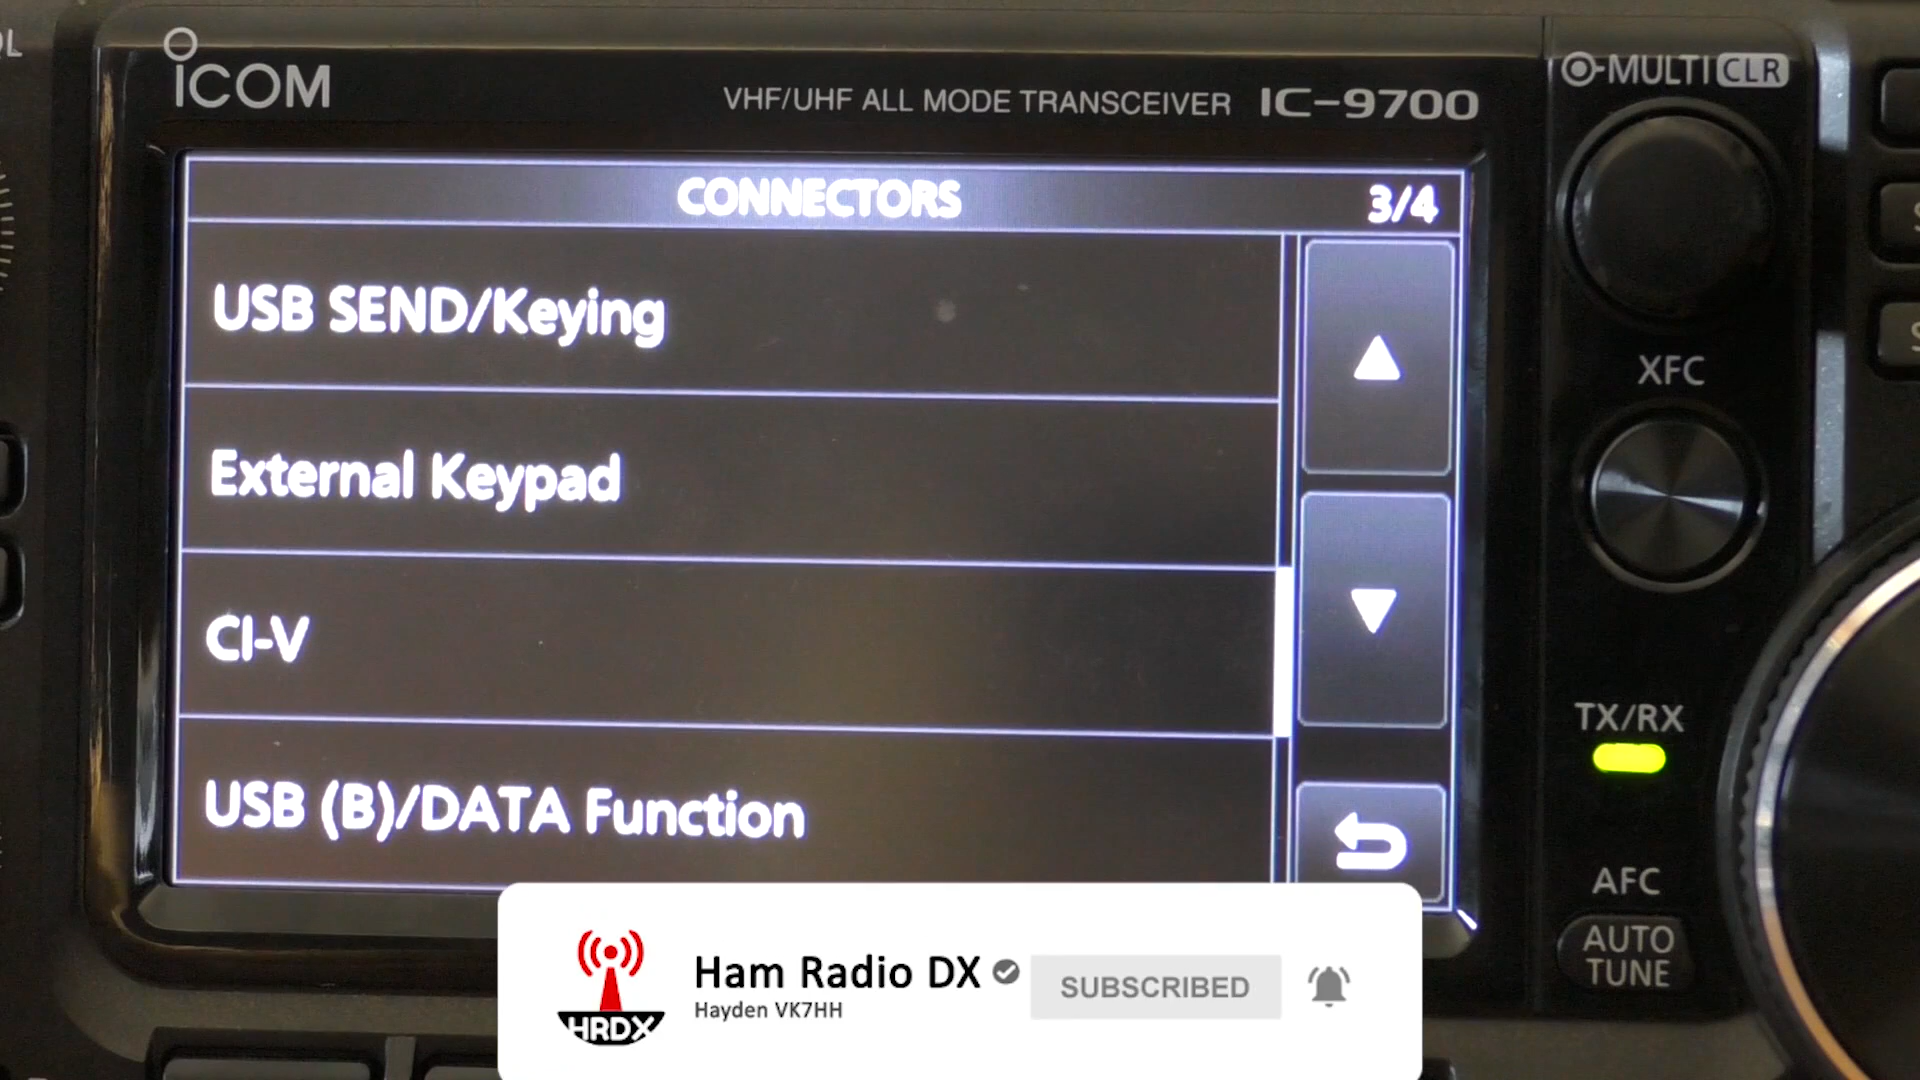 ICOM
VHF/UHF ALL MODE TRANSCEIVER IC-9700
MULTI CLR
CONNECTORS 3/4
USB SEND/Keying
External Keypad
CI-V
USB (B)/DATA Function
XFC
TX/RX
AFC
AUTO
TUNE
HRDX
Ham Radio DX
Hayden VK7HH
SUBSCRIBED